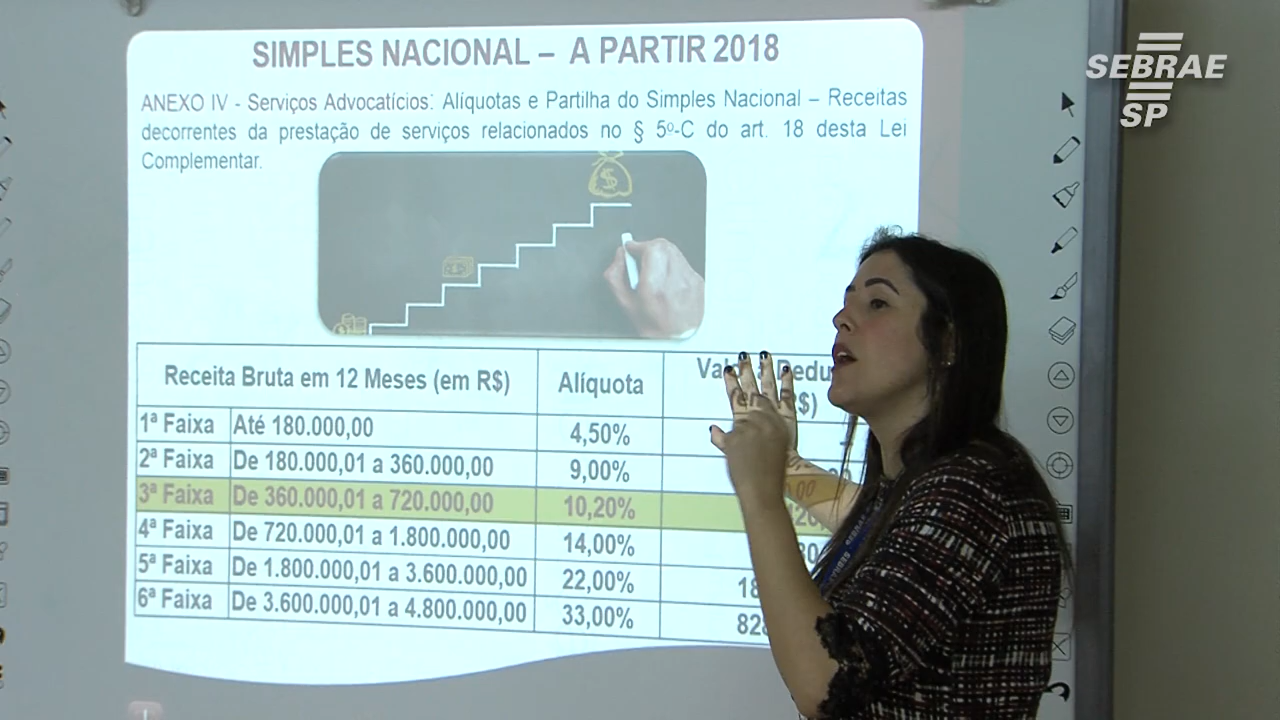 SIMPLES NACIONAL – A PARTIR 2018
SEBRAE
SP
ANEXO IV - Serviços Advocatícios: Alíquotas e Partilha do Simples Nacional – Receitas
decorrentes da prestação de serviços relacionados no § 5º-C do art. 18 desta Lei
Complementar.
Receita Bruta em 12 Meses (em R$) Alíquota
1ª Faixa Até 180.000,00 4,50% -
2ª Faixa De 180.000,01 a 360.000,00 9,00%
3ª Faixa De 360.000,01 a 720.000,00 10,20%
4ª Faixa De 720.000,01 a 1.800.000,00 14,00%
5ª Faixa De 1.800.000,01 a 3.600.000,00 22,00%
6ª Faixa De 3.600.000,01 a 4.800.000,00 33,00%